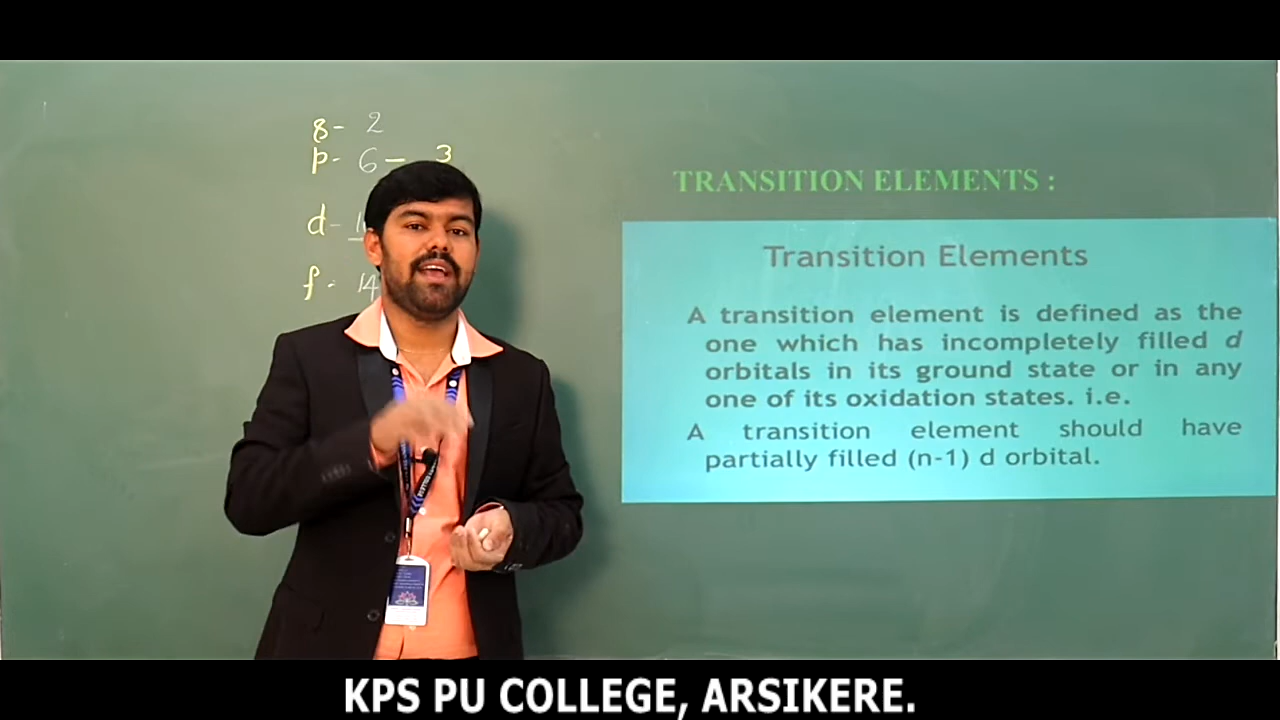 s- 2
p- 6 - 3
d-
f- 14
TRANSITION ELEMENTS :
Transition Elements
A transition element is defined as the
one which has incompletely filled d
orbitals in its ground state or in any
one of its oxidation states. i.e.
A transition element should have
partially filled (n-1) d orbital.
KPS PU COLLEGE, ARSIKERE.